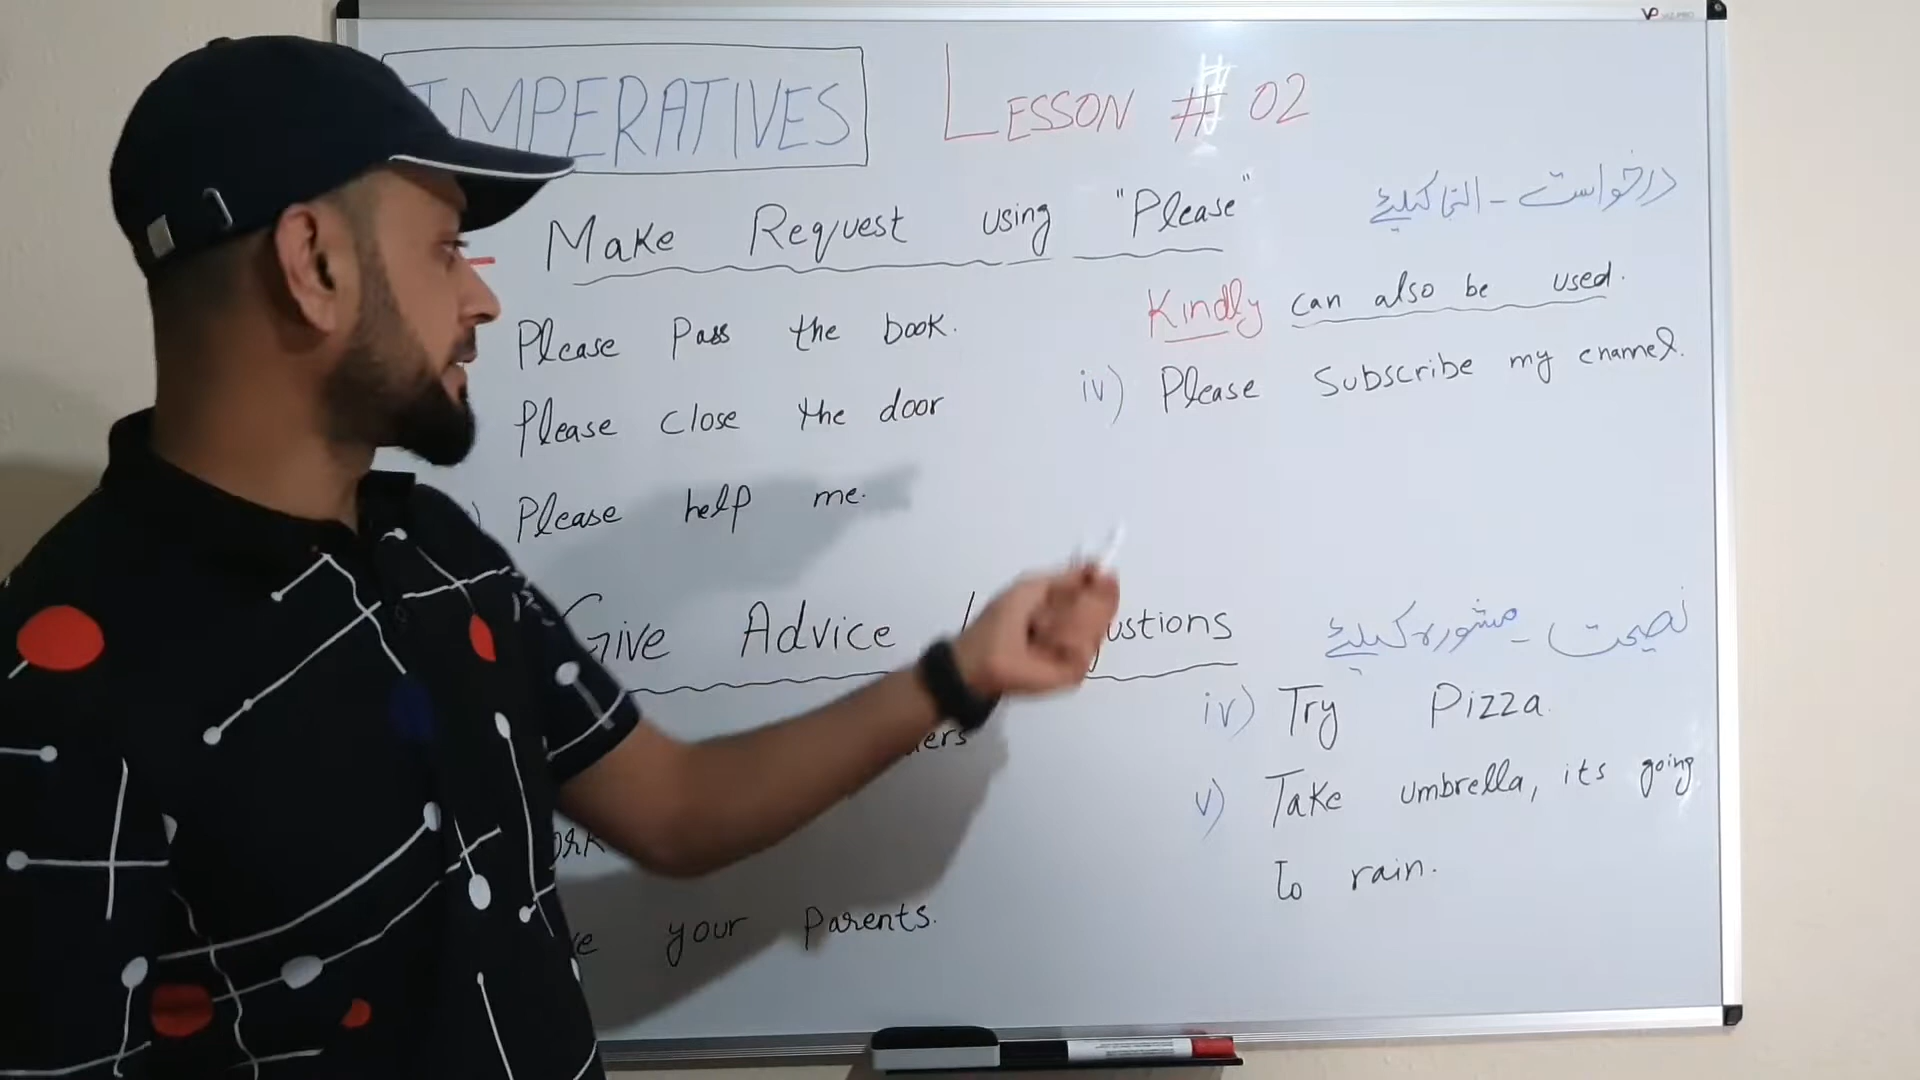 IMPERATIVES LESSON # 02
Make Request using "Please" درخواست - التجا کیلئے
Kindly can also be used.
Please Pass the book.
Please close the door
Please help me.
iv) Please Subscribe my channel.
Give Advice / ustions نصیحت - مشورہ کیلئے
iv) Try Pizza.
v) Take umbrella, its going
To rain.
your parents.